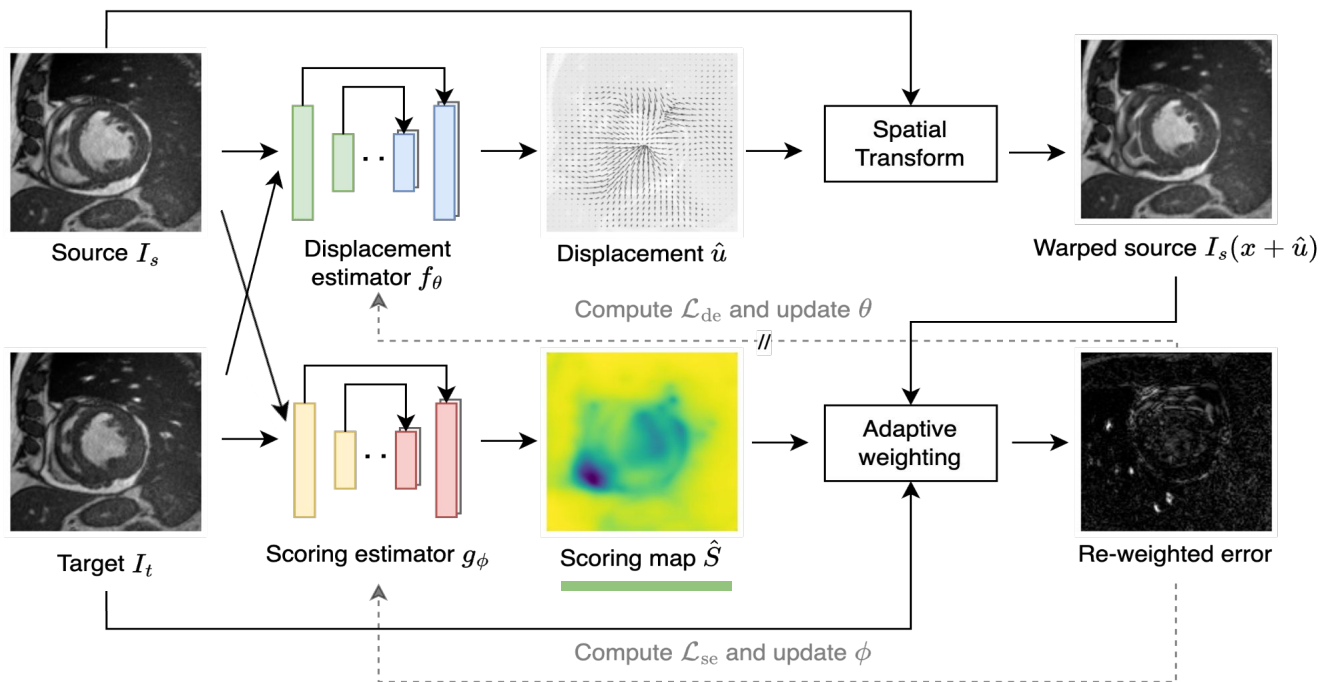 Source $I_s$
Displacement
estimator $f_\theta$
Displacement $\hat{u}$
Spatial
Transform
Warped source $I_s(x + \hat{u})$
Compute $\mathcal{L}_{\mathrm{de}}$ and update $\theta$
//
Target $I_t$
Scoring estimator $g_\phi$
Scoring map $\hat{S}$
Adaptive
weighting
Re-weighted error
Compute $\mathcal{L}_{\mathrm{se}}$ and update $\phi$